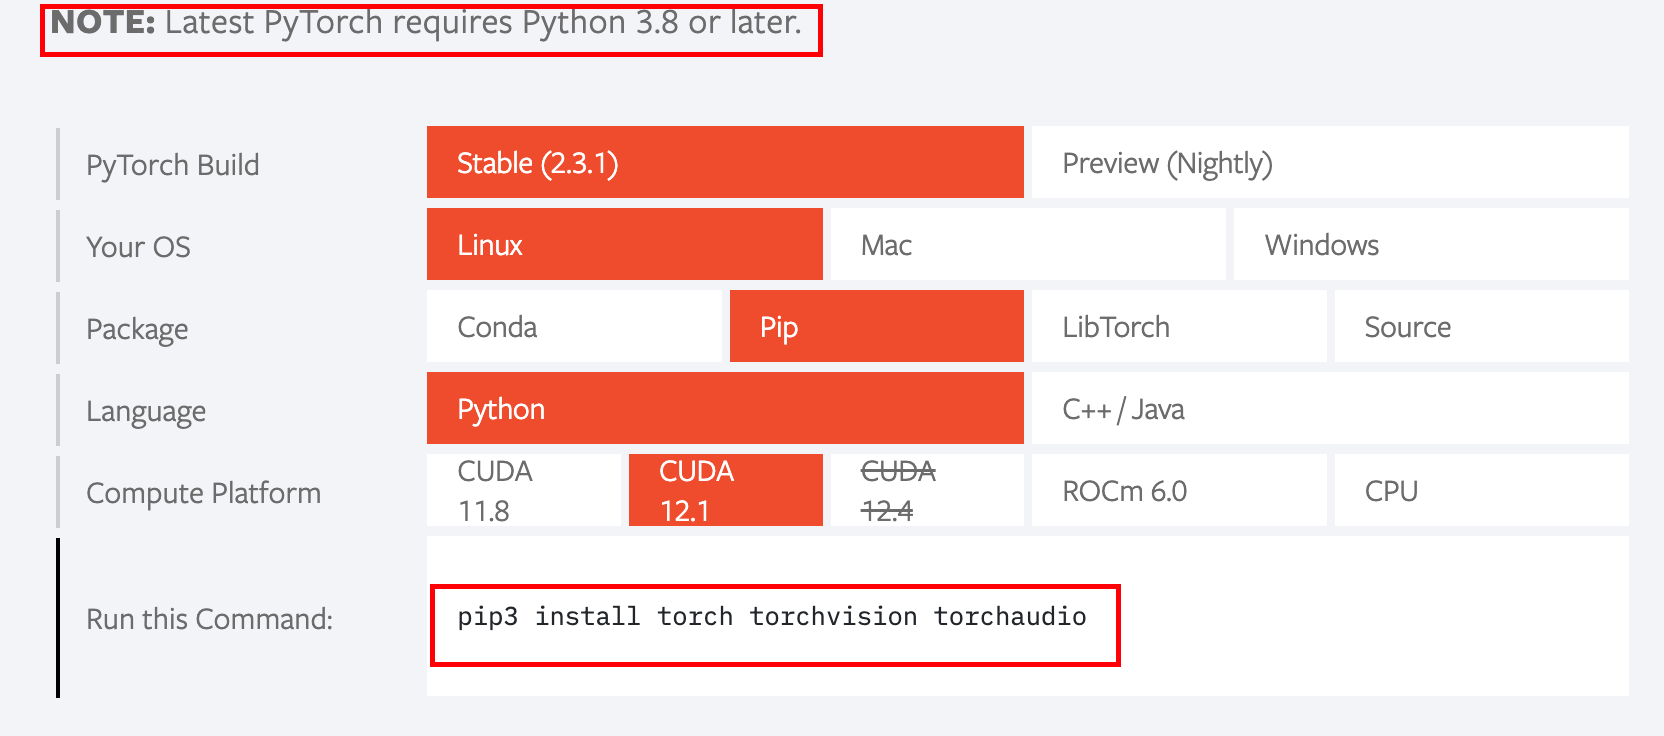 NOTE: Latest PyTorch requires Python 3.8 or later.
PyTorch Build
Stable (2.3.1)
Preview (Nightly)
Your OS
Linux
Mac
Windows
Package
Conda
Pip
LibTorch
Source
Language
Python
C++ / Java
Compute Platform
CUDA
11.8
CUDA
12.1
CUDA
12.4
ROCm 6.0
CPU
Run this Command:
pip3 install torch torchvision torchaudio